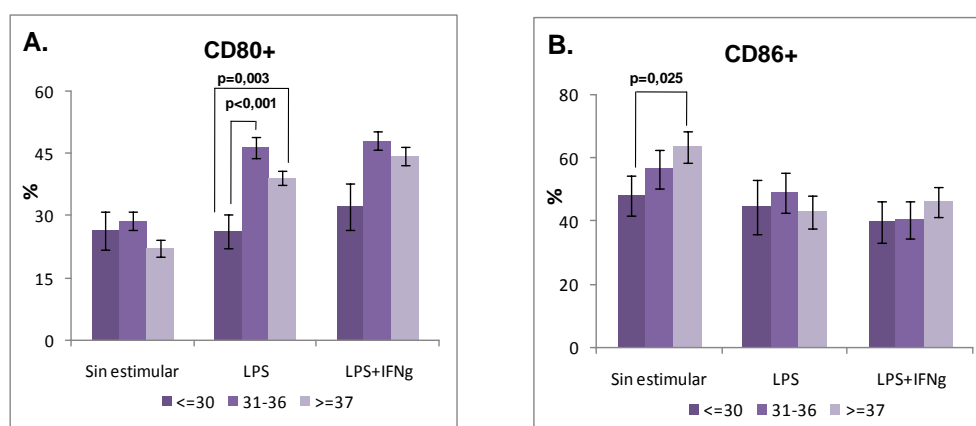 A.
CD80+
p=0,003
p<0,001
60
45
30
15
0
%
Sin estimular LPS LPS+IFNg
<=30 31-36 >=37
B.
CD86+
p=0,025
80
60
40
20
0
%
Sin estimular LPS LPS+IFNg
<=30 31-36 >=37